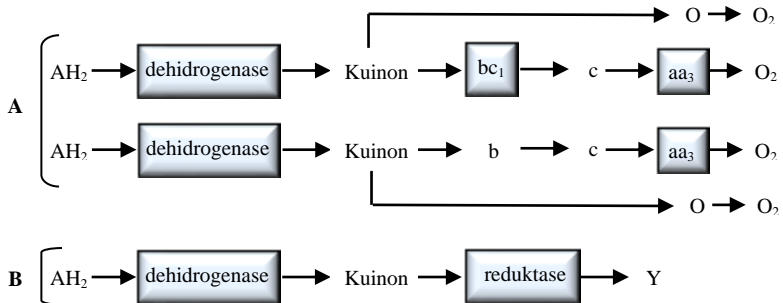 O O₂
AH₂ dehidrogenase Kuinon bc₁ c aa₃ O₂
A
AH₂ dehidrogenase Kuinon b c aa₃ O₂
O O₂
B AH₂ dehidrogenase Kuinon reduktase Y